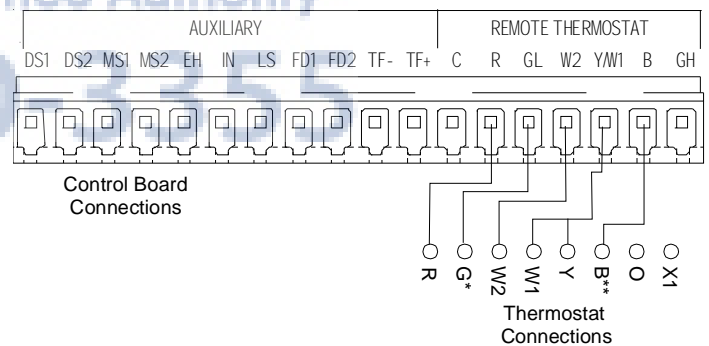 AUXILIARY REMOTE THERMOSTAT
DS1 DS2 MS1 MS2 EH IN LS FD1 FD2 TF- TF+ C R GL W2 Y/W1 B GH
Control Board
Connections
R G* W2 W1 Y B** O X1
Thermostat
Connections
-3355